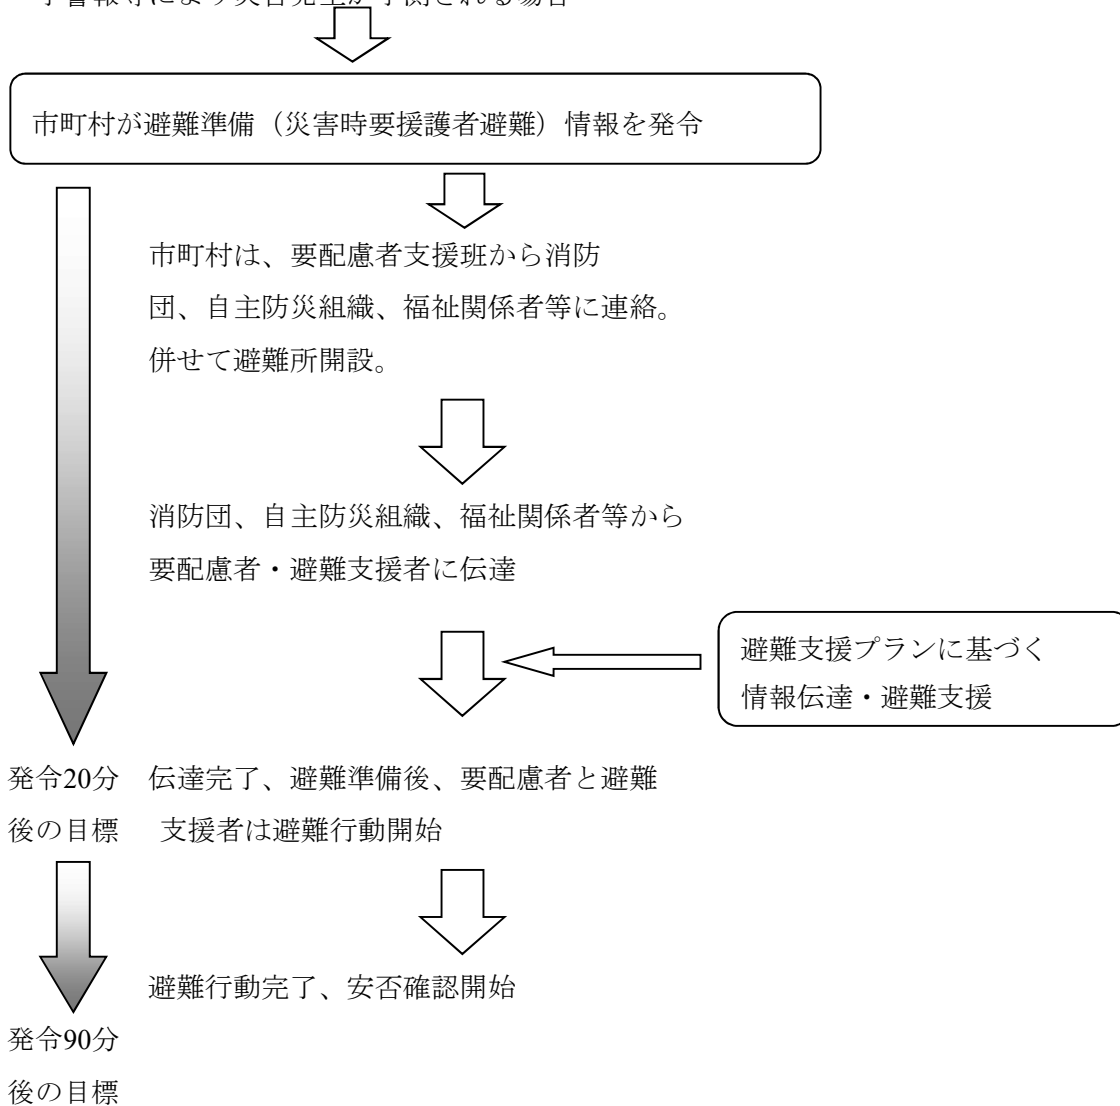 市町村が避難準備（災害時要援護者避難）情報を発令
市町村は、要配慮者支援班から消防
団、自主防災組織、福祉関係者等に連絡。
併せて避難所開設。
消防団、自主防災組織、福祉関係者等から
要配慮者・避難支援者に伝達
避難支援プランに基づく
情報伝達・避難支援
発令20分
後の目標
伝達完了、避難準備後、要配慮者と避難
支援者は避難行動開始
避難行動完了、安否確認開始
発令90分
後の目標